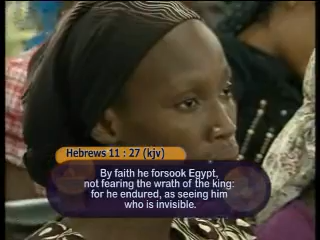 Hebrews 11 : 27 (kjv)
By faith he forsook Egypt,
not fearing the wrath of the king:
for he endured, as seeing him
who is invisible.